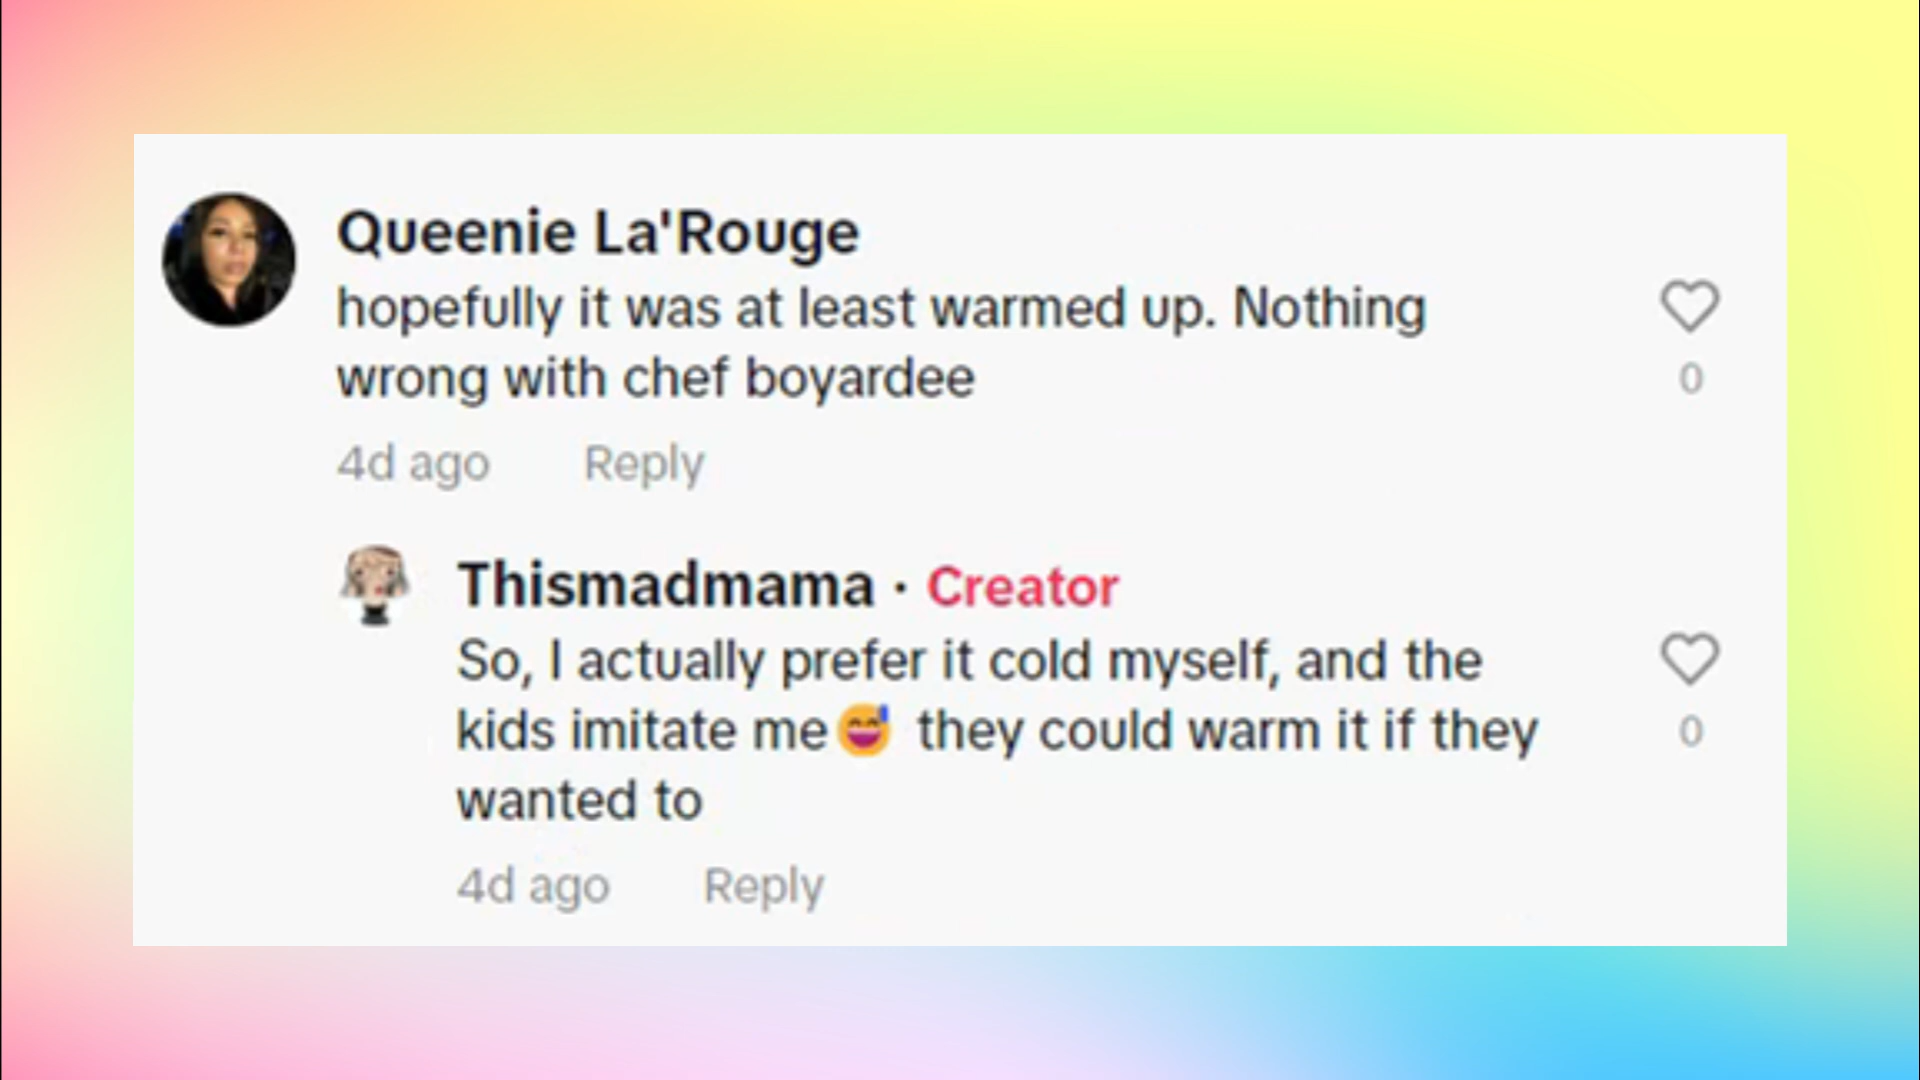 Queenie La'Rouge
hopefully it was at least warmed up. Nothing
wrong with chef boyardee
0
4d ago Reply
Thismadmama · Creator
So, I actually prefer it cold myself, and the
kids imitate me😅 they could warm it if they
0
wanted to
4d ago Reply